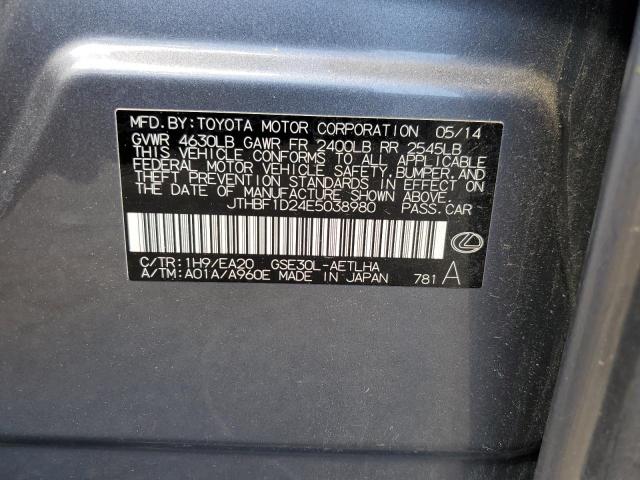 MFD.BY:TOYOTA MOTOR CORPORATION 05/14
GVWR 4630LB GAWR FR 2400LB RR 2545LB
THIS VEHICLE CONFORMS TO ALL APPLICABLE
FEDERAL MOTOR VEHICLE SAFETY,BUMPER,AND
THEFT PREVENTION STANDARDS IN EFFECT ON
THE DATE OF MANUFACTURE SHOWN ABOVE.
JTHBF1D24E5038980 PASS.CAR
C/TR:1H9/EA20 GSE30L-AETLHA
A/TM:A01A/A960E MADE IN JAPAN 781 A